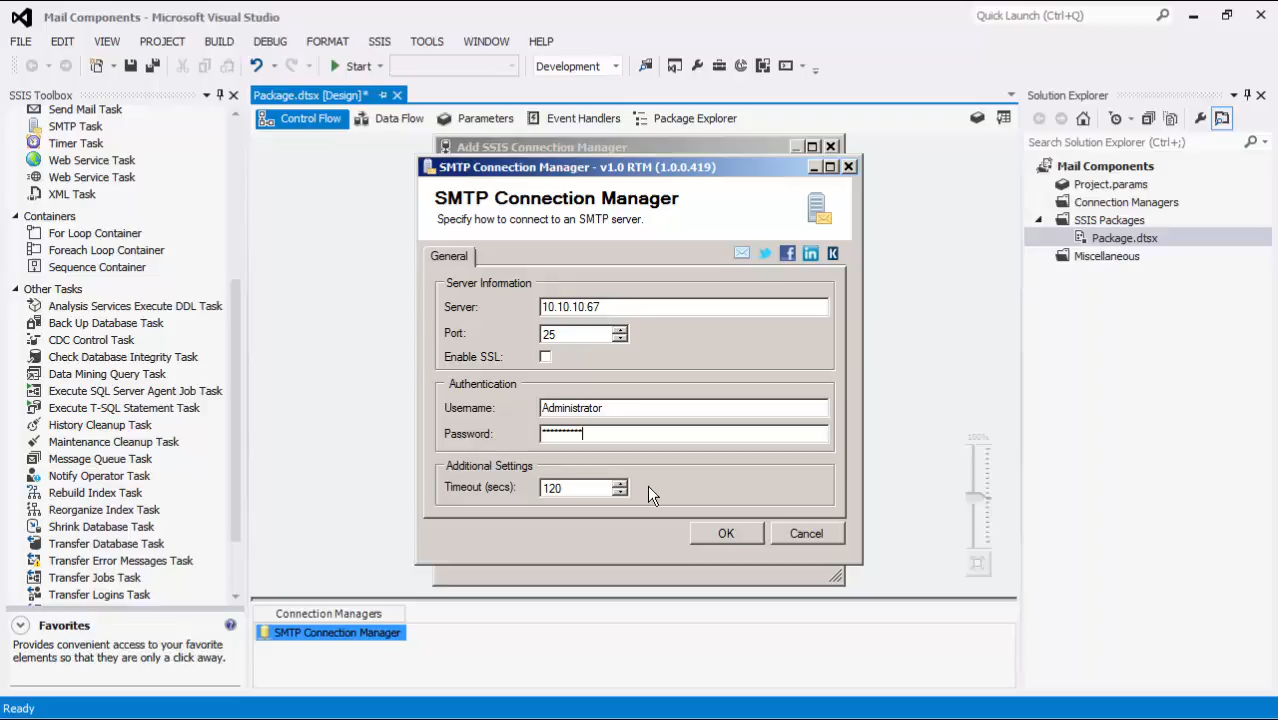 Mail Components - Microsoft Visual Studio
Quick Launch (Ctrl+Q)
FILE EDIT VIEW PROJECT BUILD DEBUG FORMAT SSIS TOOLS WINDOW HELP
Start
Development
SSIS Toolbox
Send Mail Task
SMTP Task
Timer Task
Web Service Task
Web Service Task
XML Task
Containers
For Loop Container
Foreach Loop Container
Sequence Container
Other Tasks
Analysis Services Execute DDL Task
Back Up Database Task
CDC Control Task
Check Database Integrity Task
Data Mining Query Task
Execute SQL Server Agent Job Task
Execute T-SQL Statement Task
History Cleanup Task
Maintenance Cleanup Task
Message Queue Task
Notify Operator Task
Rebuild Index Task
Reorganize Index Task
Shrink Database Task
Transfer Database Task
Transfer Error Messages Task
Transfer Jobs Task
Transfer Logins Task
Favorites
Provides convenient access to your favorite
elements so that they are only a click away.
Package.dtsx [Design]*
Control Flow Data Flow Parameters Event Handlers Package Explorer
Add SSIS Connection Manager
SMTP Connection Manager - v1.0 RTM (1.0.0.419)
SMTP Connection Manager
Specify how to connect to an SMTP server.
General
Server Information
Server: 10.10.10.67
Port: 25
Enable SSL:
Authentication
Username: Administrator
Password: **********
Additional Settings
Timeout (secs): 120
OK Cancel
100%
Connection Managers
SMTP Connection Manager
Solution Explorer
Search Solution Explorer (Ctrl+;)
Mail Components
Project.params
Connection Managers
SSIS Packages
Package.dtsx
Miscellaneous
Ready